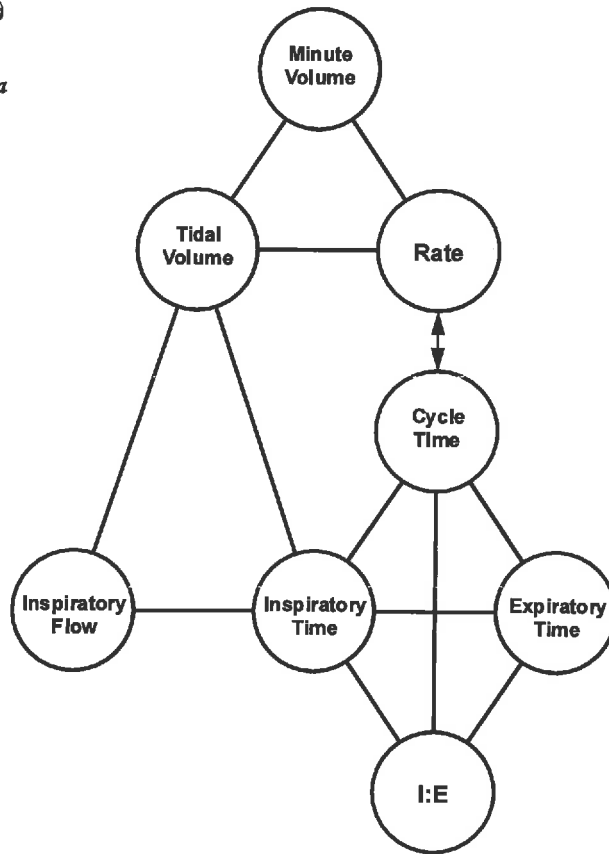 a
Minute
Volume
Tidal
Volume
Rate
Cycle
TIme
Inspiratory
Flow
Inspiratory
Time
Expiratory
Time
I:E